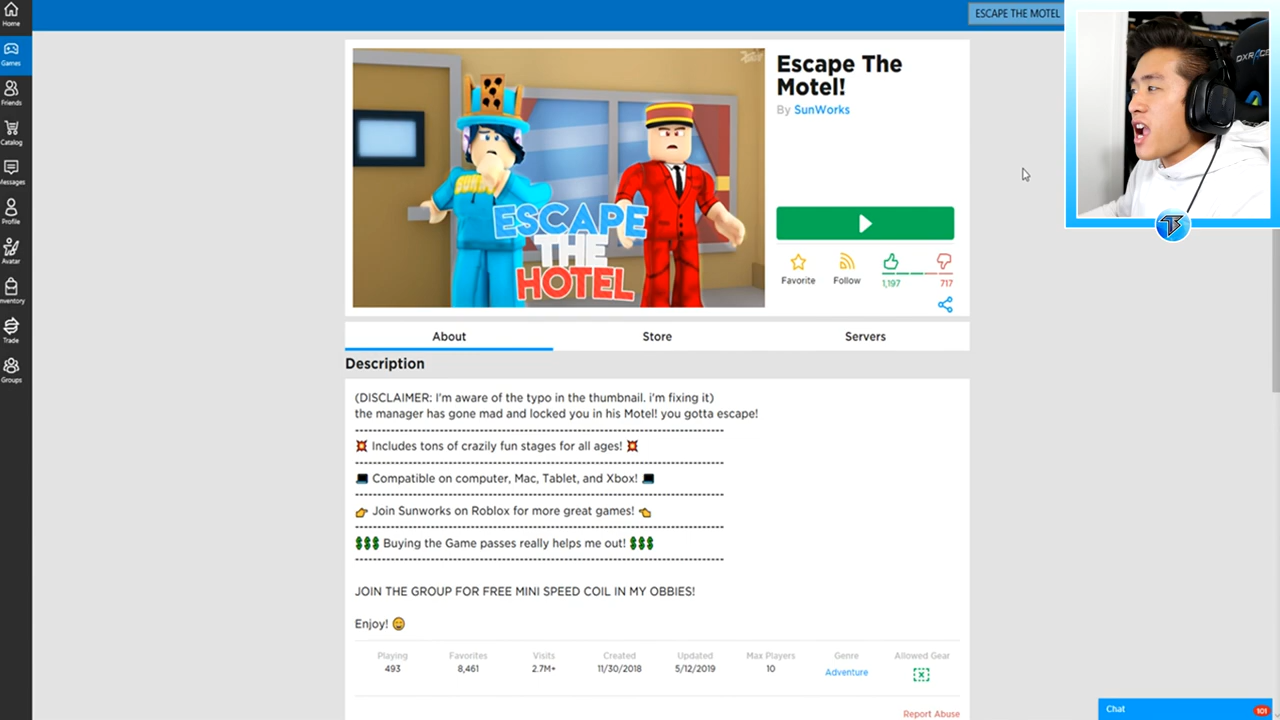 ESCAPE THE MOTEL
Home
Games
Friends
Catalog
Messages
Profile
Avatar
nventory
Trade
Groups
DXRACE
ESCAPE
THE
HOTEL
Escape The
Motel!
By SunWorks
Favorite
Follow
1,197
717
About
Store
Servers
Description
(DISCLAIMER: I'm aware of the typo in the thumbnail. i'm fixing it)
the manager has gone mad and locked you in his Motel! you gotta escape!
----------------------------------------------------------------------------
💥 Includes tons of crazily fun stages for all ages! 💥
----------------------------------------------------------------------------
💻 Compatible on computer, Mac, Tablet, and Xbox! 💻
----------------------------------------------------------------------------
👉 Join Sunworks on Roblox for more great games! 👈
----------------------------------------------------------------------------
💲💲💲 Buying the Game passes really helps me out! 💲💲💲
----------------------------------------------------------------------------
JOIN THE GROUP FOR FREE MINI SPEED COIL IN MY OBBIES!
Enjoy! 😄
Playing Favorites Visits Created Updated Max Players Genre Allowed Gear
493 8,461 2.7M+ 11/30/2018 5/12/2019 10 Adventure
Report Abuse
Chat 101